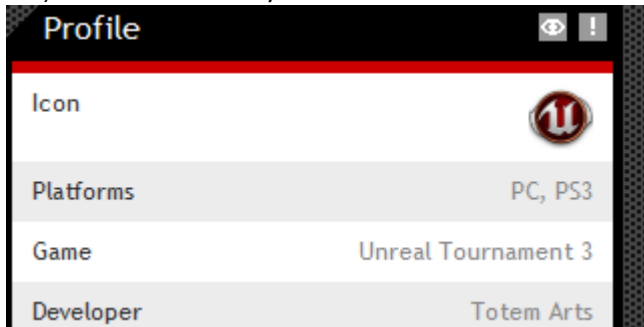 Profile
Icon
Platforms PC, PS3
Game Unreal Tournament 3
Developer Totem Arts